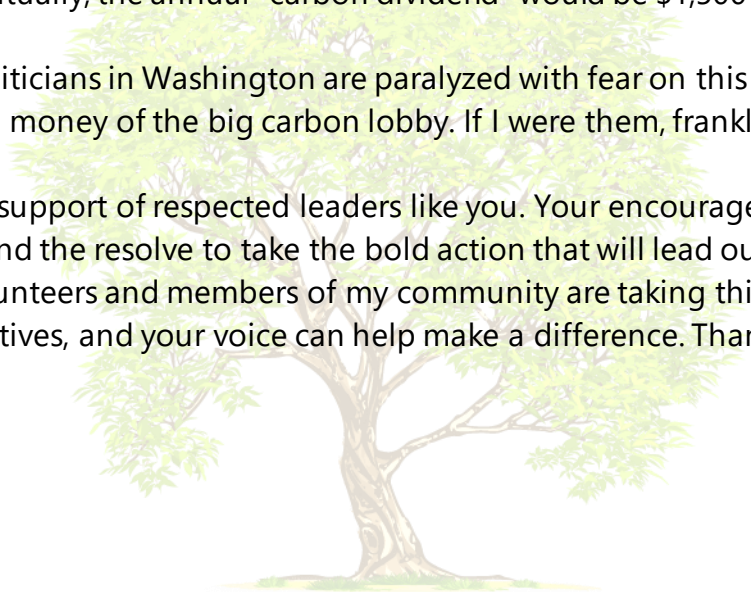 the annual "carbon dividend" would be $1,500
iticians in Washington are paralyzed with fear on this
money of the big carbon lobby. If I were them, frankl
support of respected leaders like you. Your encourage
nd the resolve to take the bold action that will lead ou
unteers and members of my community are taking thi
tives, and your voice can help make a difference. Than